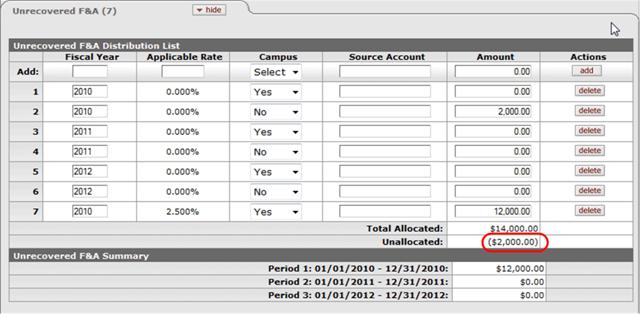 Unrecovered F&A (7) hide
Unrecovered F&A Distribution List
Fiscal Year Applicable Rate Campus Source Account Amount Actions
Add: Select 0.00 add
1 2010 0.000% Yes 0.00 delete
2 2010 0.000% No 2,000.00 delete
3 2011 0.000% Yes 0.00 delete
4 2011 0.000% No 0.00 delete
5 2012 0.000% Yes 0.00 delete
6 2012 0.000% No 0.00 delete
7 2010 2.500% Yes 12,000.00 delete
Total Allocated: $14,000.00
Unallocated: ($2,000.00)
Unrecovered F&A Summary
Period 1: 01/01/2010 - 12/31/2010: $12,000.00
Period 2: 01/01/2011 - 12/31/2011: $0.00
Period 3: 01/01/2012 - 12/31/2012: $0.00